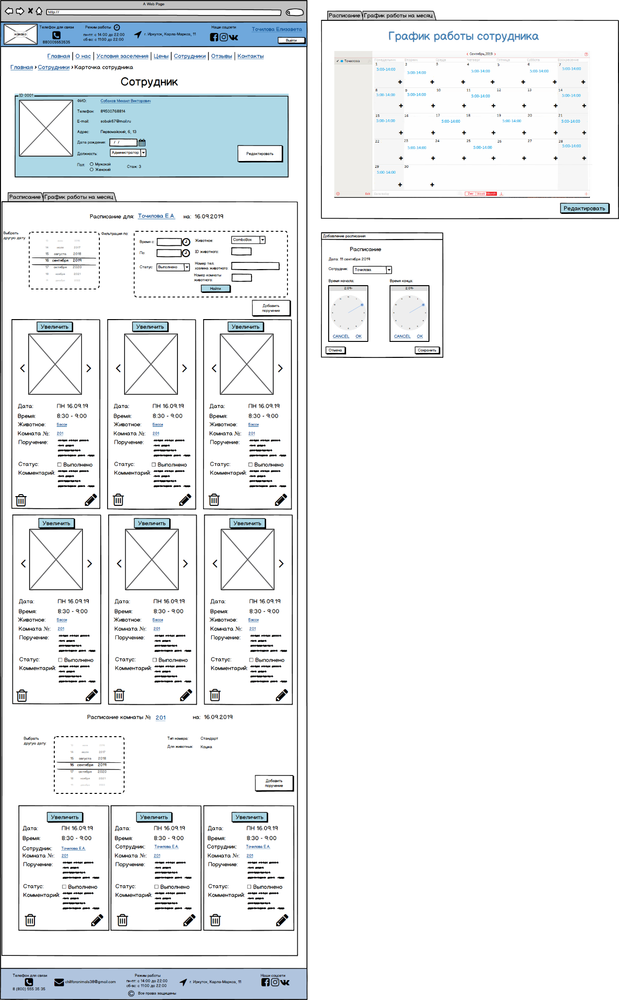 A Web Page
http://
кококо
Телефон для связи
880005553535
Режим работы
пн-пт: с 14:00 до 22:00
сб-вс: с 11:00 до 22:00
г. Иркутск, Карла-Маркса, 11
Наши соцсети
Точилова Елизавета
Выйти
Главная | О нас | Условия заселения | Цены | Сотрудники | Отзывы | Контакты
Главная > Сотрудники > Карточка сотрудника
Сотрудник
ID 0001
ФИО: Собаков Михаил Викторович
Телефон: 89500768814
E-mail: sobak67@mail.ru
Адрес: Первомайский, 6, 13
Дата рождения: / /
Должность: Администратор
Пол: Мужской
Женский
Стаж: 3
Редактировать
Расписание График работы на месяц
Расписание для: Точилова Е.А. на: 16.09.2019
Выбрать
другую дату:
14 июля 2017
15 августа 2018
16 сентября 2019
17 октября 2020
18 ноября 2021
19 декабря 2022
Фильтрация по:
Время с:
По:
Статус: Выполнено
Животное: ComboBox
ID животного:
Номер тел.
хозяина животного:
Номер комнаты
животного:
Найти
Добавить
поручение
Увеличить Увеличить Увеличить
Дата: ПН 16.09.19 Дата: ПН 16.09.19 Дата: ПН 16.09.19
Время: 8:30 - 9:00 Время: 8:30 - 9:00 Время: 8:30 - 9:00
Животное: Бэсси Животное: Бэсси Животное: Бэсси
Комната №: 201 Комната №: 201 Комната №: 201
Поручение: Поручение: Поручение:
Статус: Выполнено Статус: Выполнено Статус: Выполнено
Комментарий: Комментарий: Комментарий:
Увеличить Увеличить Увеличить
Дата: ПН 16.09.19 Дата: ПН 16.09.19 Дата: ПН 16.09.19
Время: 8:30 - 9:00 Время: 8:30 - 9:00 Время: 8:30 - 9:00
Животное: Бэсси Животное: Бэсси Животное: Бэсси
Комната №: 201 Комната №: 201 Комната №: 201
Поручение: Поручение: Поручение:
Статус: Выполнено Статус: Выполнено Статус: Выполнено
Комментарий: Комментарий: Комментарий:
Расписание комнаты № 201 на: 16.09.2019
Выбрать
другую дату:
14 июля 2017
15 августа 2018
16 сентября 2019
17 октября 2020
18 ноября 2021
Тип номера: Стандарт
Для животных: Кошка
Добавить
поручение
Увеличить Увеличить Увеличить
Дата: ПН 16.09.19 Дата: ПН 16.09.19 Дата: ПН 16.09.19
Время: 8:30 - 9:00 Время: 8:30 - 9:00 Время: 8:30 - 9:00
Сотрудник: Точилова Е.А. Сотрудник: Точилова Е.А. Сотрудник: Точилова Е.А.
Комната №: 201 Комната №: 201 Комната №: 201
Поручение: Поручение: Поручение:
Статус: Выполнено Статус: Выполнено Статус: Выполнено
Комментарий: Комментарий: Комментарий:
Телефон для связи
8 (800) 555 35 35
chillforanimals38@gmail.com
Режим работы
пн-пт: с 14:00 до 22:00
сб-вс: с 11:00 до 22:00
г. Иркутск, Карла-Маркса, 11
Наши соцсети
© Все права защищены
Расписание График работы на месяц
График работы сотрудника
< Сентябрь,2019 >
Точилова
Понедельник Вторник Среда Четверг Пятница Суббота Воскресение
1 2 3 4 5 6 7
5:00-14:00 5:00-14:00 5:00-14:00 5:00-14:00 5:00-14:00
8 9 10 11 12 13 14
5:00-14:00 5:00-14:00 5:00-14:00 5:00-14:00
15 16 17 18 19 20 21
5:00-14:00 5:00-14:00 5:00-14:00 5:00-14:00
22 23 24 25 26 27 28
5:00-14:00 5:00-14:00 5:00-14:00
29 30
5:00-14:00
Edit Go to today Day Week Month
Редактировать
Добавление расписания
Расписание
Дата: 11 сентября 2019
Сотрудник: Точилова
Время начала: Время конца:
2:09 2:09
CANCEL OK CANCEL OK
Отмена Сохранить